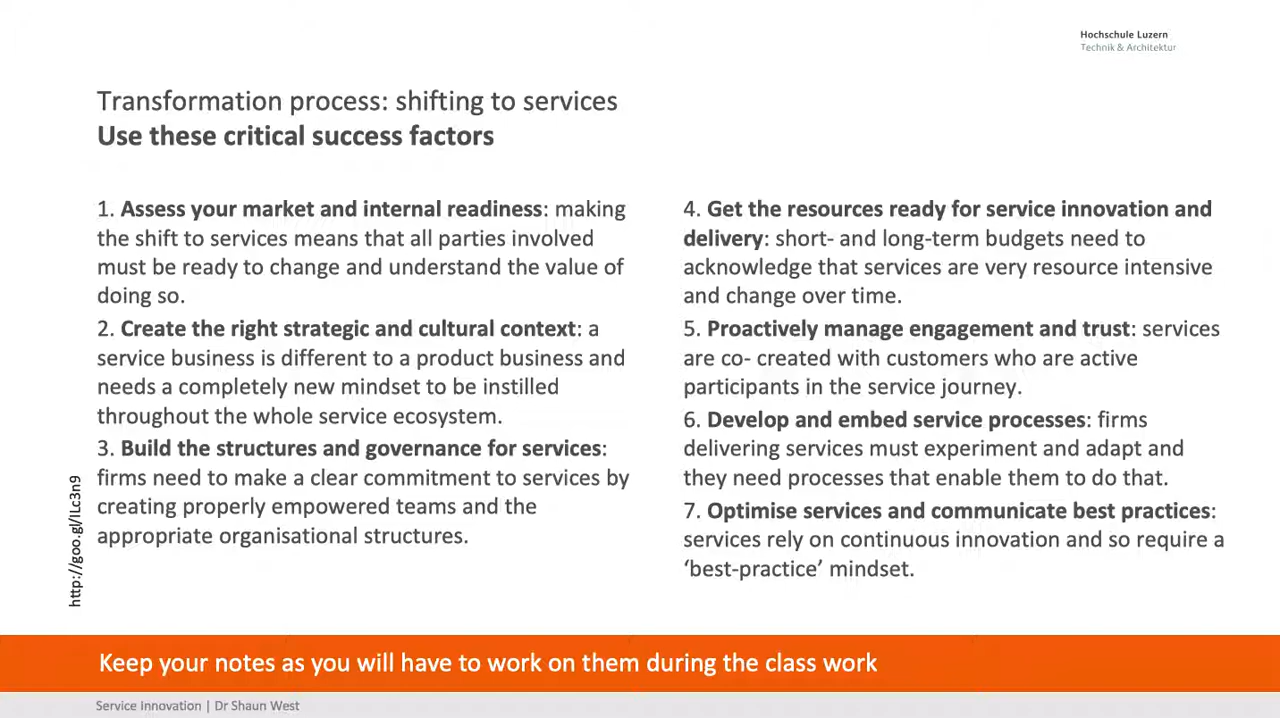 Hochschule Luzern
Technik & Architektur
Transformation process: shifting to services
Use these critical success factors
1. Assess your market and internal readiness: making
the shift to services means that all parties involved
must be ready to change and understand the value of
doing so.
2. Create the right strategic and cultural context: a
service business is different to a product business and
needs a completely new mindset to be instilled
throughout the whole service ecosystem.
3. Build the structures and governance for services:
firms need to make a clear commitment to services by
creating properly empowered teams and the
appropriate organisational structures.
4. Get the resources ready for service innovation and
delivery: short- and long-term budgets need to
acknowledge that services are very resource intensive
and change over time.
5. Proactively manage engagement and trust: services
are co- created with customers who are active
participants in the service journey.
6. Develop and embed service processes: firms
delivering services must experiment and adapt and
they need processes that enable them to do that.
7. Optimise services and communicate best practices:
services rely on continuous innovation and so require a
‘best-practice’ mindset.
http://goo.gl/ILc3n9
Keep your notes as you will have to work on them during the class work
Service Innovation | Dr Shaun West